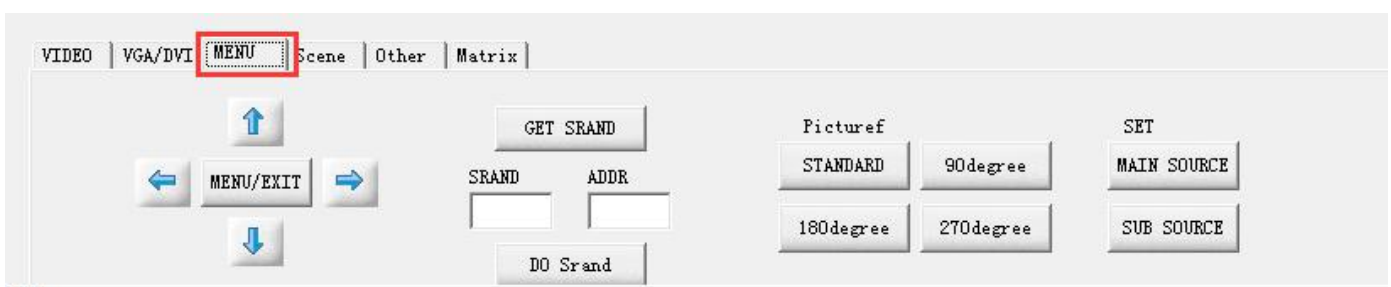 VIDEO VGA/DVI MENU Scene Other Matrix
GET SRAND Picturef SET
STANDARD 90degree MAIN SOURCE
MENU/EXIT SRAND ADDR
180degree 270degree SUB SOURCE
DO Srand